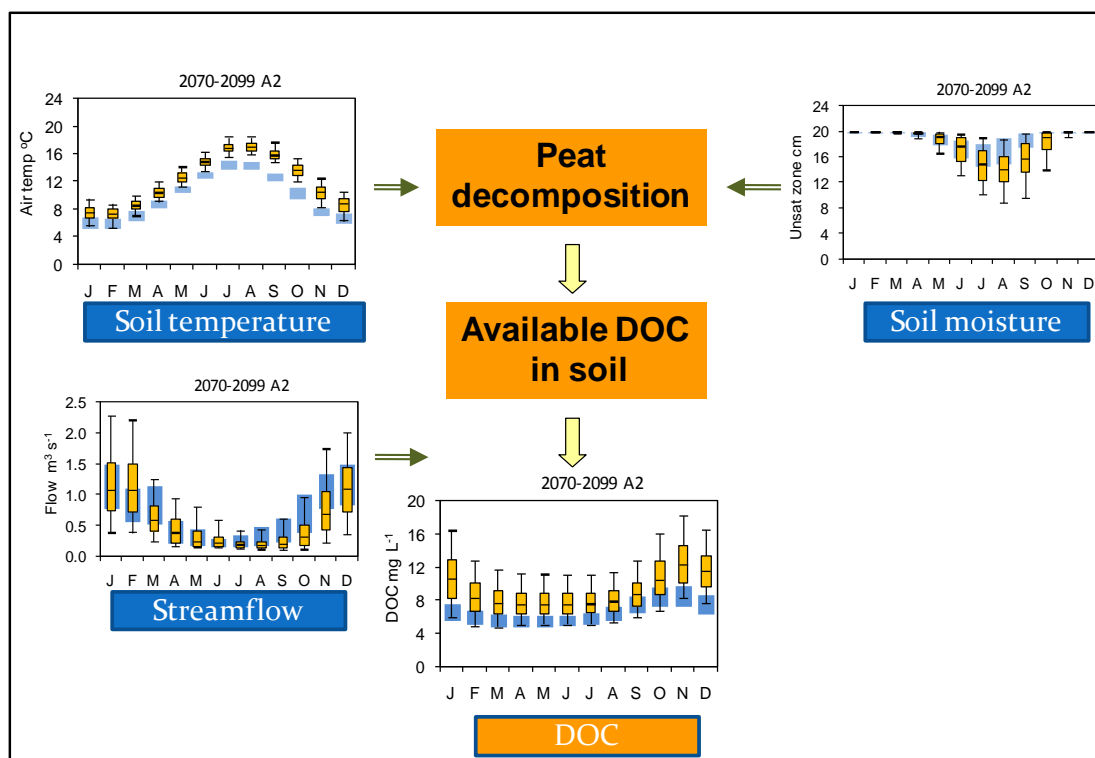 2070-2099 A2
Air temp ºC
24
20
16
12
8
4
0
J F M A M J J A S O N D
Soil temperature
Peat
decomposition
2070-2099 A2
Unsat zone cm
24
20
16
12
8
4
0
J F M A M J J A S O N D
Soil moisture
Available DOC
in soil
2070-2099 A2
Flow m³ s⁻¹
2.5
2.0
1.5
1.0
0.5
0.0
J F M A M J J A S O N D
Streamflow
2070-2099 A2
DOC mg L⁻¹
20
16
12
8
4
0
J F M A M J J A S O N D
DOC